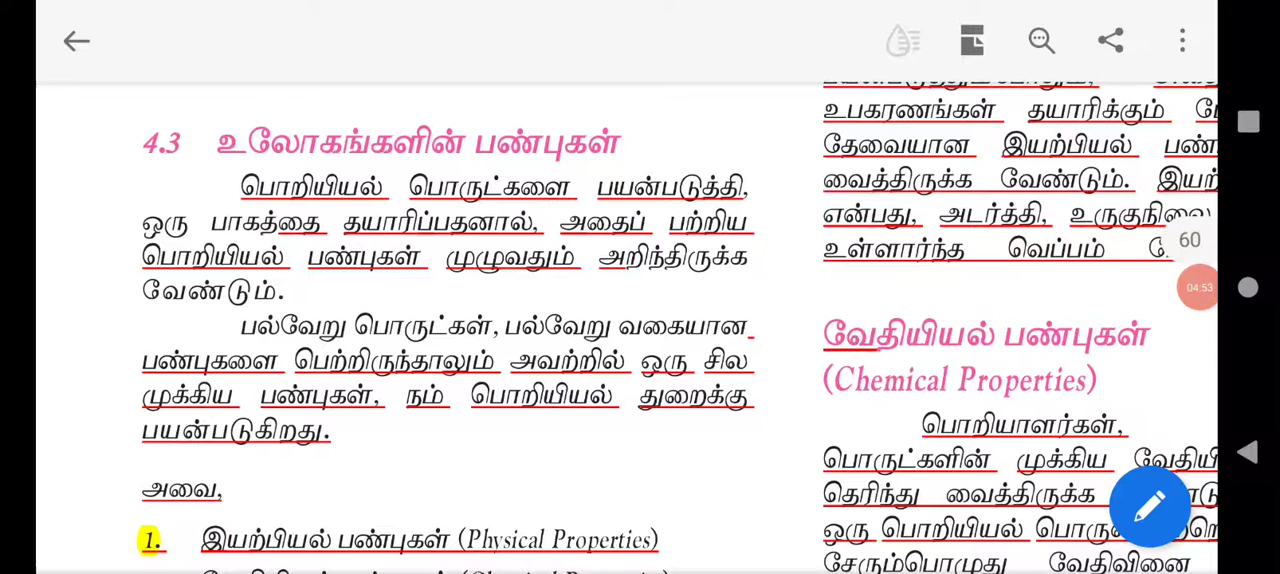 4.3 உலோகங்களின் பண்புகள்
பொறியியல் பொருட்களை பயன்படுத்தி,
ஒரு பாகத்தை தயாரிப்பதனால், அதைப் பற்றிய
பொறியியல் பண்புகள் முழுவதும் அறிந்திருக்க
வேண்டும்.
பல்வேறு பொருட்கள், பல்வேறு வகையான
பண்புகளை பெற்றிருந்தாலும் அவற்றில் ஒரு சில
முக்கிய பண்புகள், நம் பொறியியல் துறைக்கு
பயன்படுகிறது.
அவை,
1. இயற்பியல் பண்புகள் (Physical Properties)
உபகரணங்கள் தயாரிக்கும்
தேவையான இயற்பியல் பண்
வைத்திருக்க வேண்டும். இயற்
என்பது, அடர்த்தி, உருகுநிலை,
உள்ளார்ந்த வெப்பம்
60
04:53
வேதியியல் பண்புகள்
(Chemical Properties)
பொறியாளர்கள்,
பொருட்களின் முக்கிய வேதியி
தெரிந்து வைத்திருக்க
ஒரு பொறியியல்
சேரும்பொழுது வேதிவினை